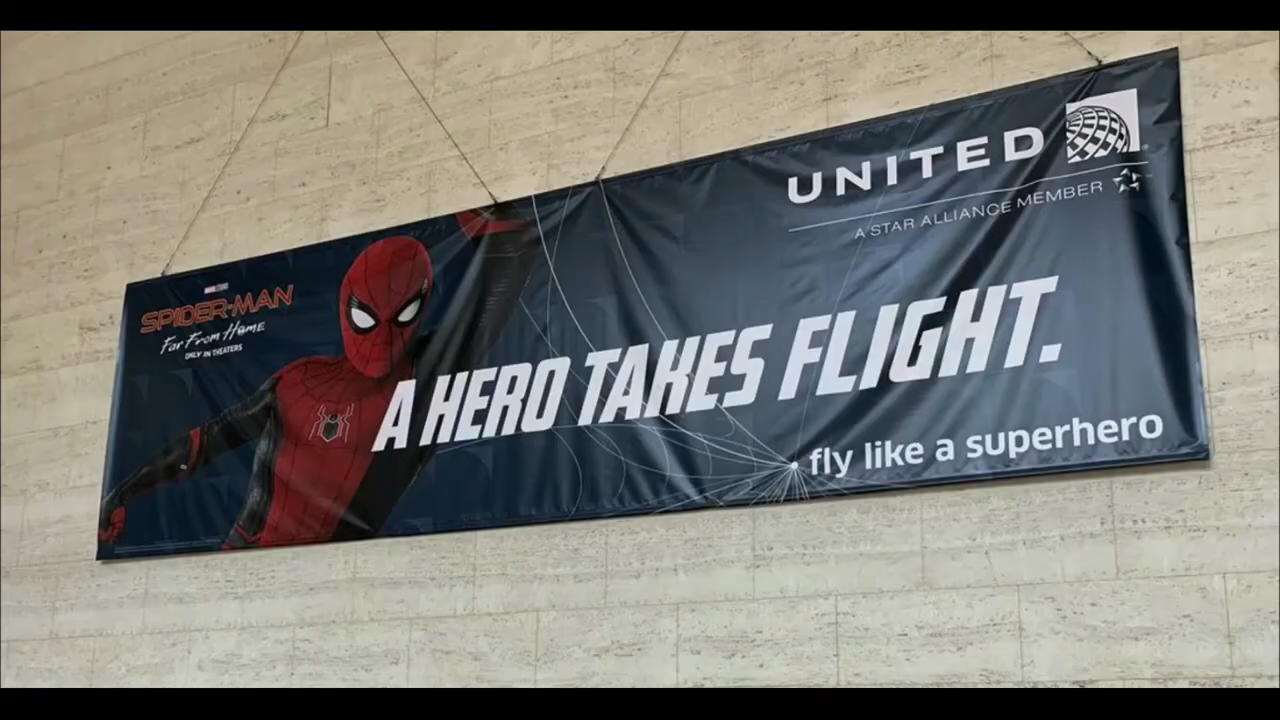 SPIDER-MAN
Far From Home
ONLY IN THEATERS
UNITED
A STAR ALLIANCE MEMBER
A HERO TAKES FLIGHT.
fly like a superhero